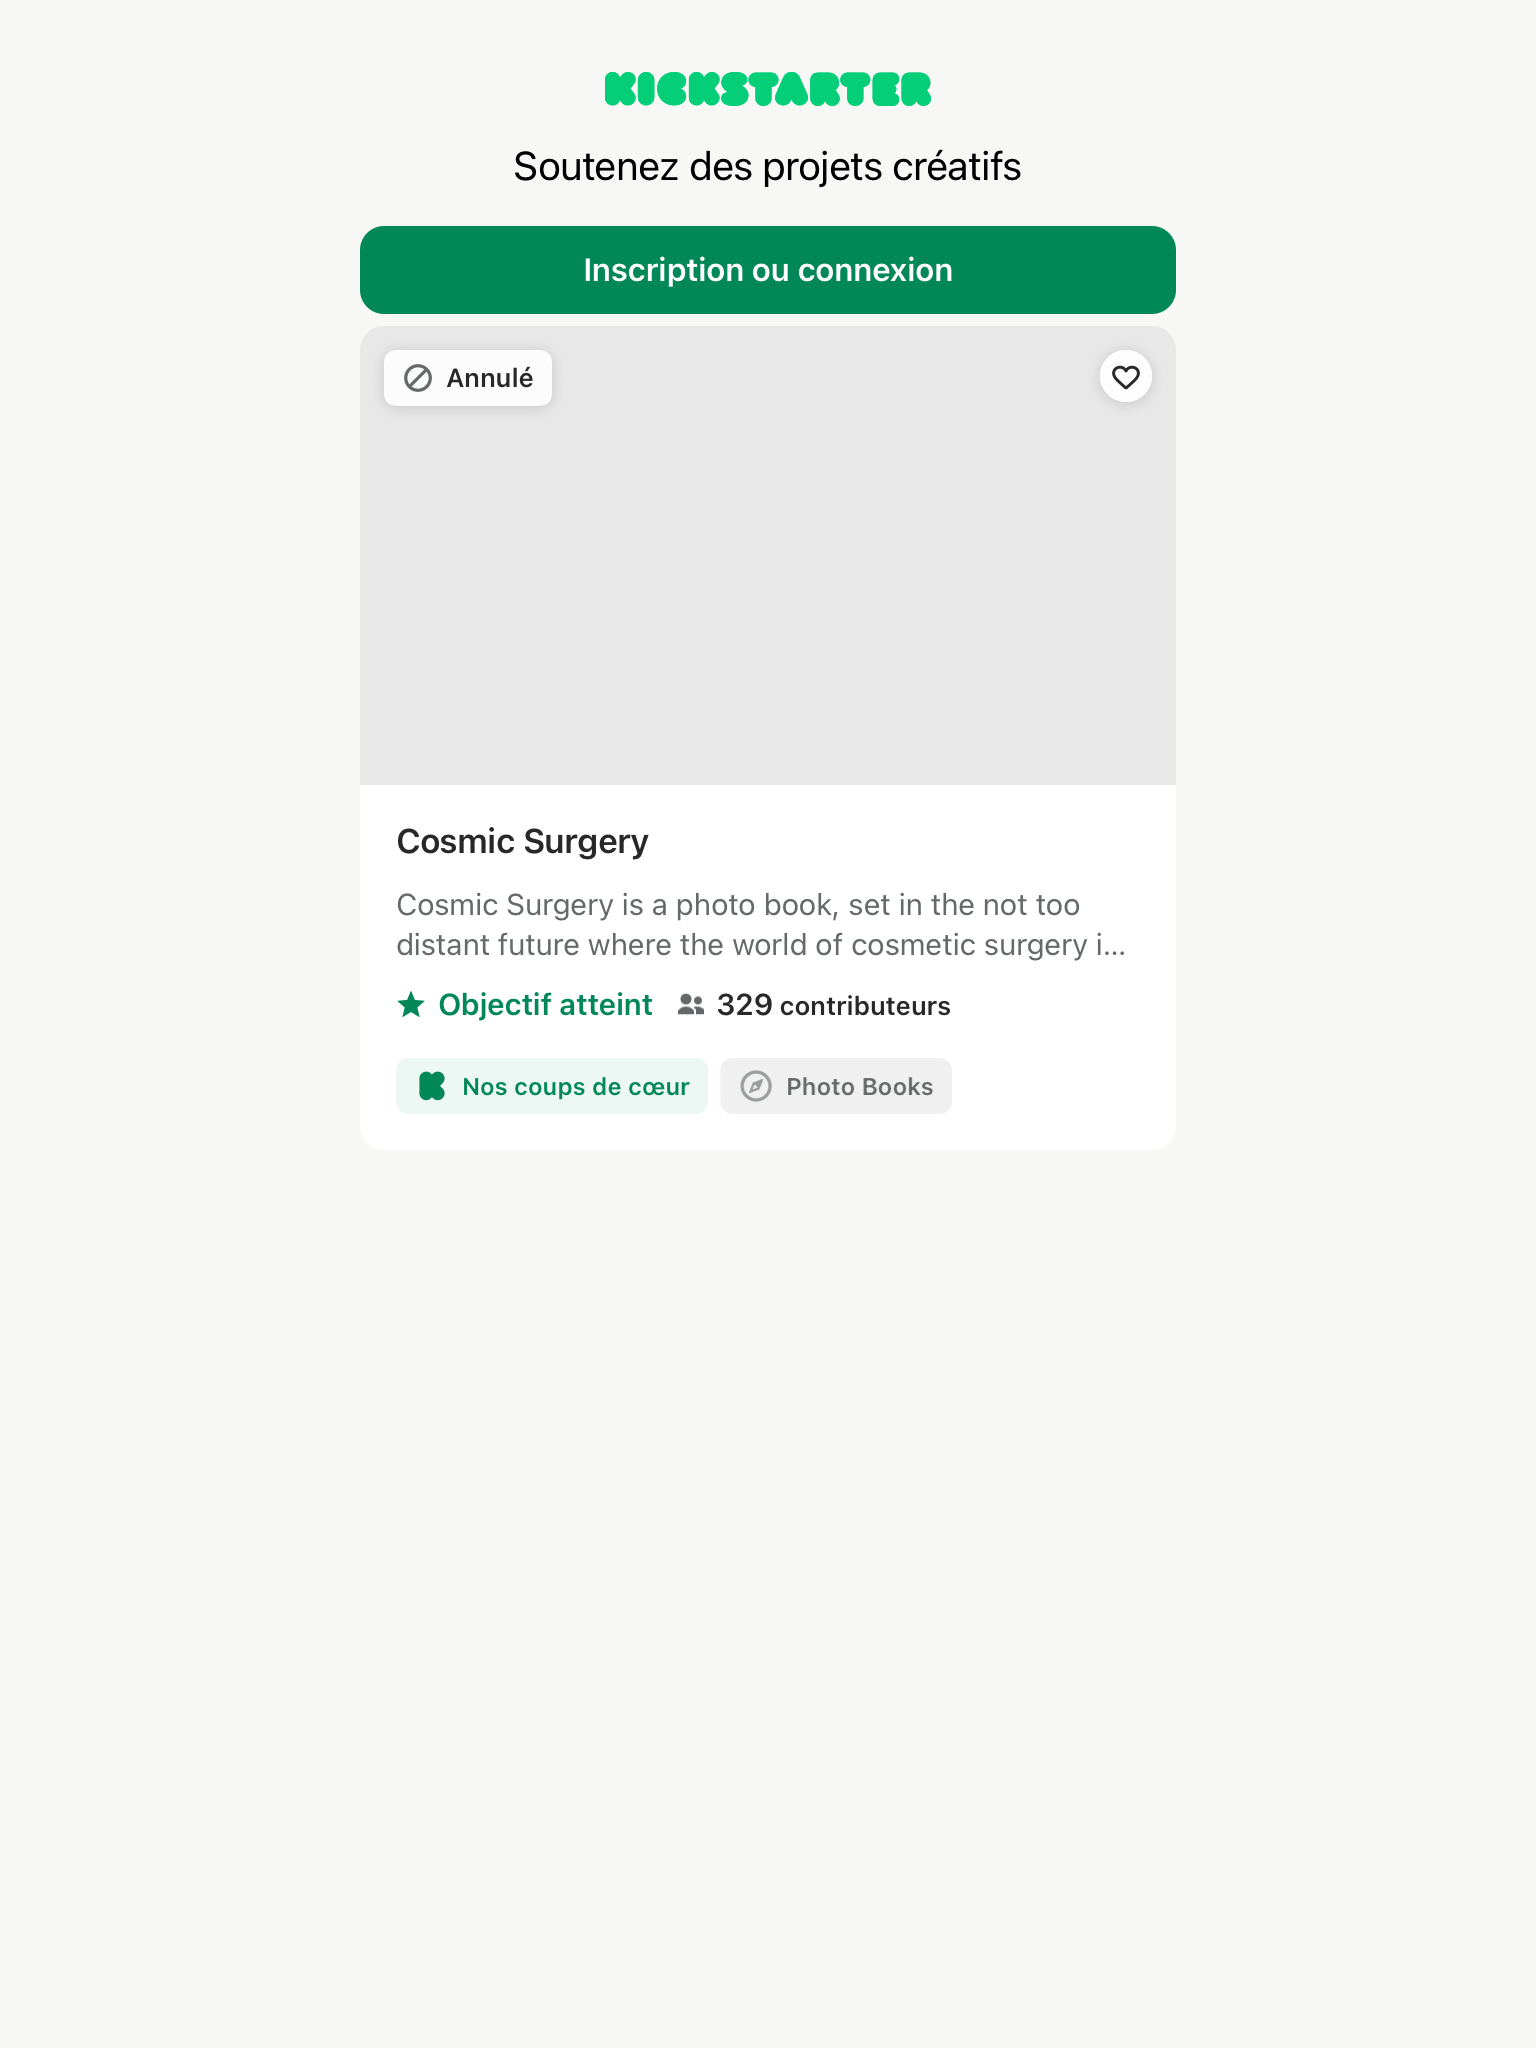 KICKSTARTER
Soutenez des projets créatifs
Inscription ou connexion
Annulé
Cosmic Surgery
Cosmic Surgery is a photo book, set in the not too
distant future where the world of cosmetic surgery i...
Objectif atteint 329 contributeurs
Nos coups de cœur Photo Books